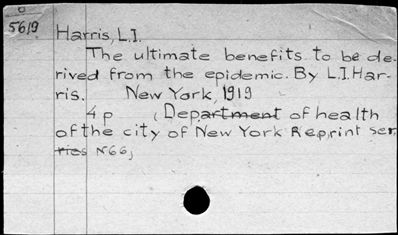 5619
Harris, L.I.
The ultimate benefits to be de-
rived from the epidemic. By L.I. Har-
ris. New York, 1919
4 p (Department of health
of the city of New York Reprint ser.
ries №66)